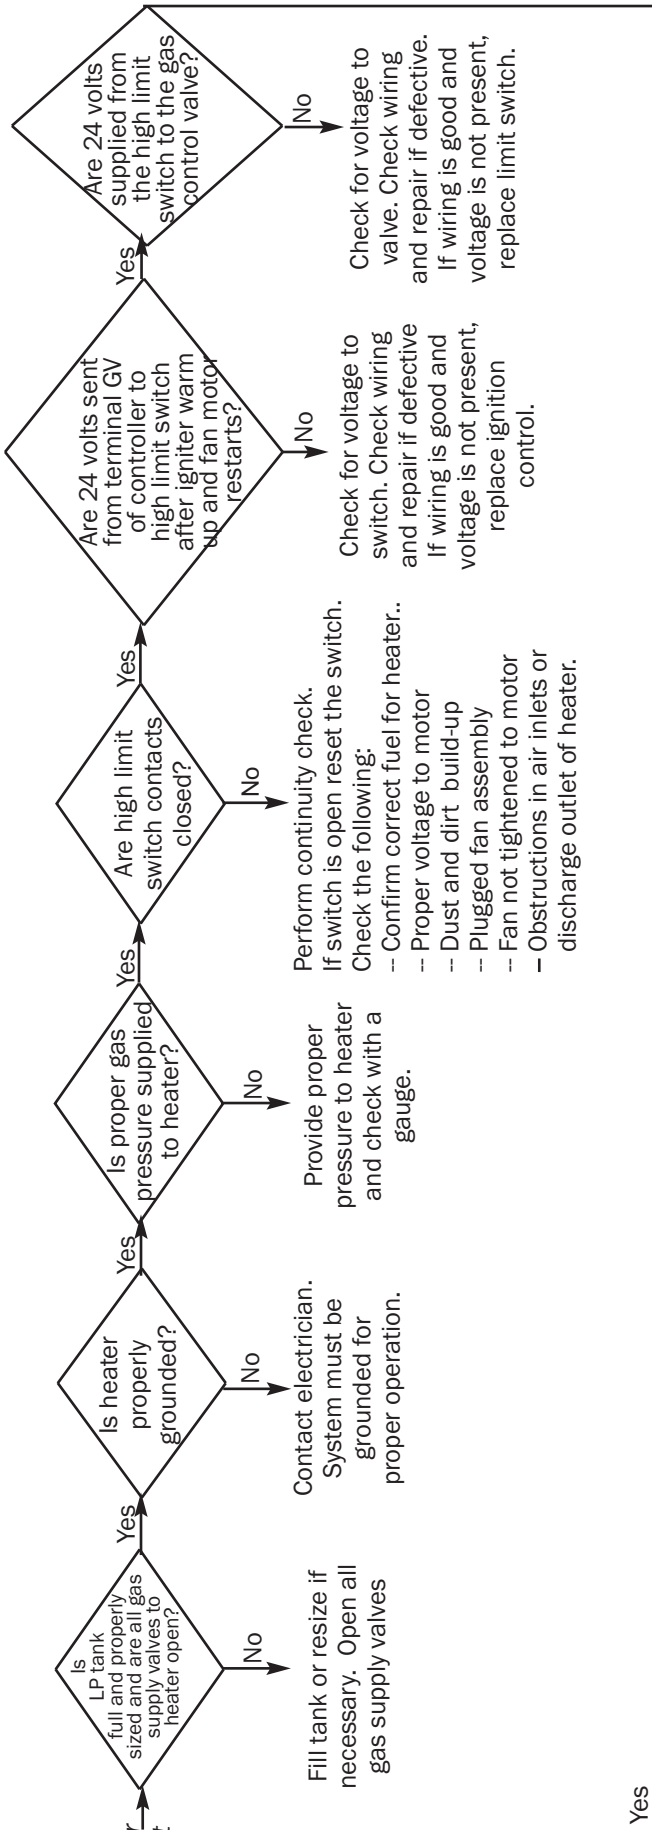 Is
LP tank
full and properly
sized and are all gas
supply valves to
heater open?
Yes
No
Fill tank or resize if
necessary. Open all
gas supply valves
Is heater
properly
grounded?
Yes
No
Contact electrician.
System must be
grounded for
proper operation.
Is proper gas
pressure supplied
to heater?
Yes
No
Provide proper
pressure to heater
and check with a
gauge.
Are high limit
switch contacts
closed?
Yes
No
Perform continuity check.
If switch is open reset the switch.
Check the following:
-- Confirm correct fuel for heater..
-- Proper voltage to motor
-- Dust and dirt build-up
-- Plugged fan assembly
-- Fan not tightened to motor
– Obstructions in air inlets or
discharge outlet of heater.
Are 24 volts sent
from terminal GV
of controller to
high limit switch
after igniter warm
up and fan motor
restarts?
Yes
No
Check for voltage to
switch. Check wiring
and repair if defective
If wiring is good and
voltage is not present,
replace ignition
control.
Are 24 volts
supplied from
the high limit
switch to the gas
control valve?
No
Check for voltage to
valve. Check wiring
and repair if defective.
If wiring is good and
voltage is not present,
replace limit switch.
Yes